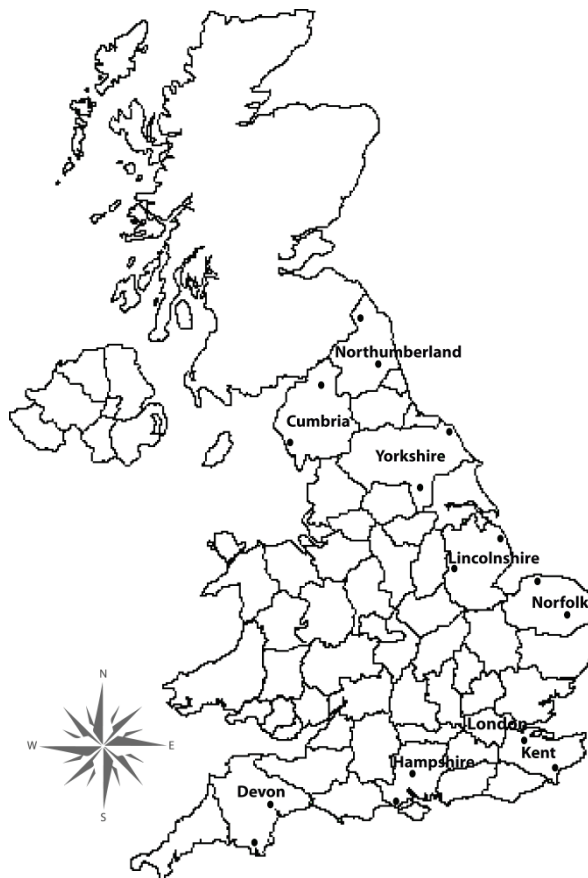 Northumberland
Cumbria
Yorkshire
Lincolnshire
Norfolk
N
W
E
S
London
Kent
Hampshire
Devon